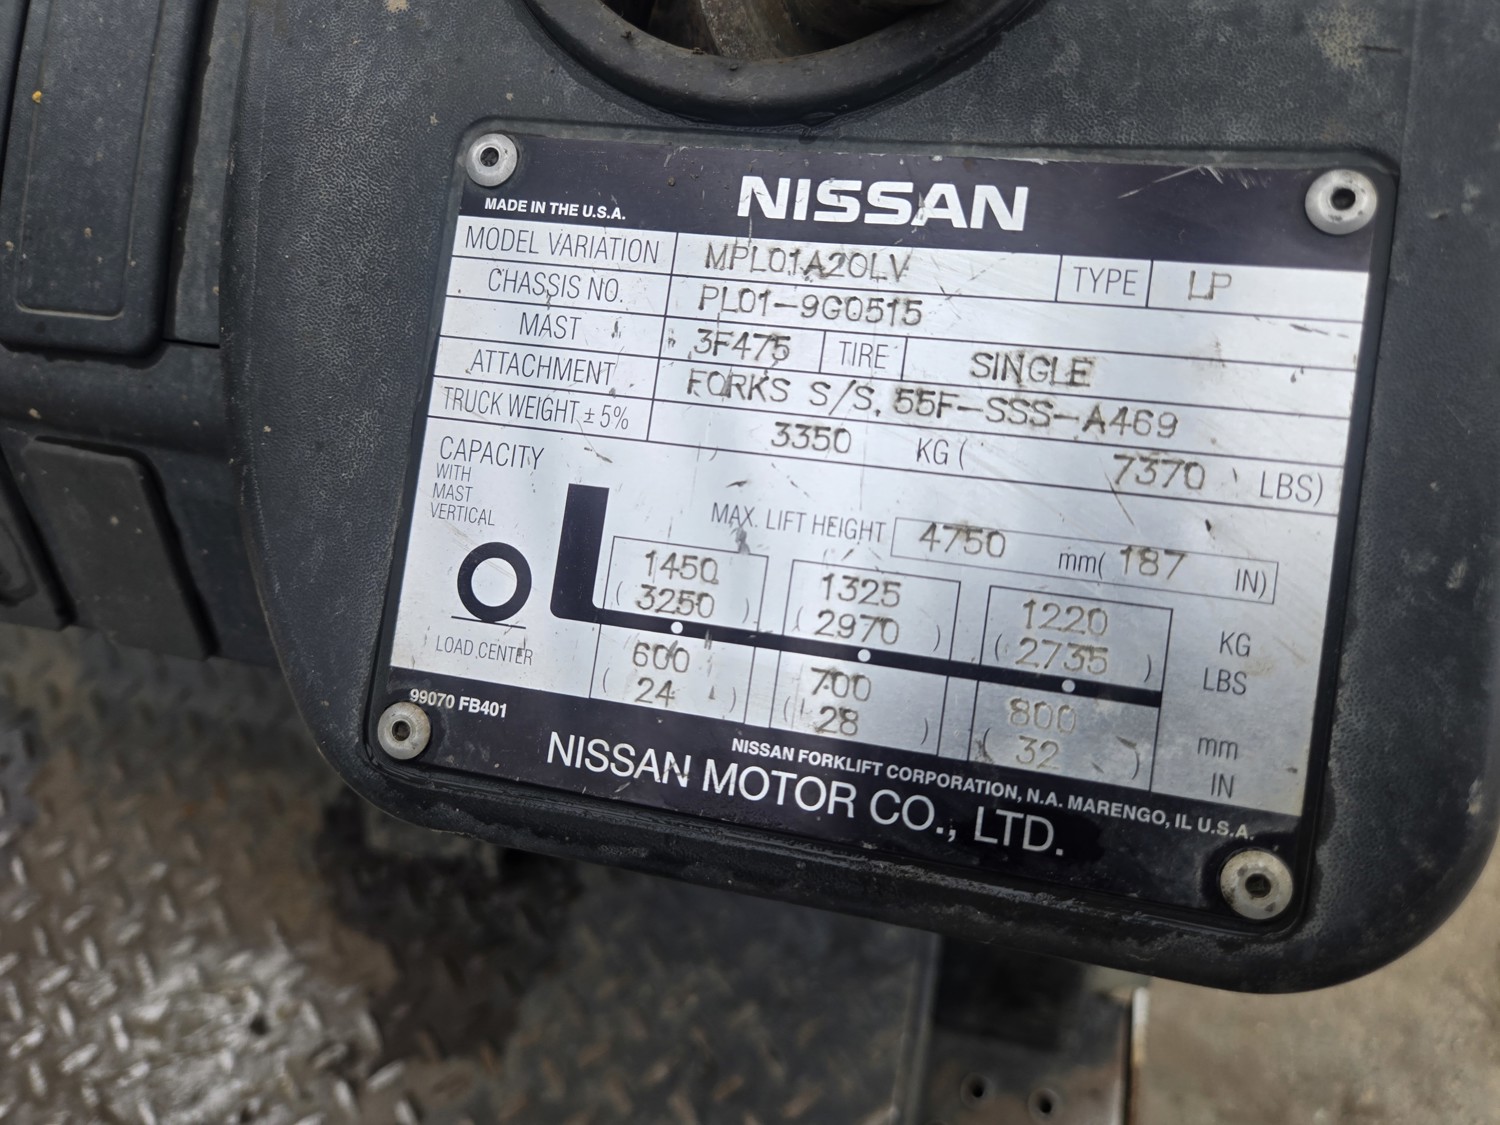 NISSAN
MADE IN THE U.S.A.
MODEL VARIATION MPL01A20LV TYPE LP
CHASSIS NO. PL01-9G0515
MAST 3F475 TIRE SINGLE
ATTACHMENT FORKS S/S, 55F-SSS-A469
TRUCK WEIGHT ± 5% 3350 KG ( 7370 LBS)
CAPACITY
WITH
MAST
VERTICAL
MAX. LIFT HEIGHT 4750 mm( 187 IN)
1450 1325 1220 KG
( 3250 ) ( 2970 ) ( 2735 ) LBS
LOAD CENTER
600 700 800 mm
( 24 ) ( 28 ) ( 32 ) IN
99070 FB401
NISSAN FORKLIFT CORPORATION, N.A. MARENGO, IL U.S.A.
NISSAN MOTOR CO., LTD.